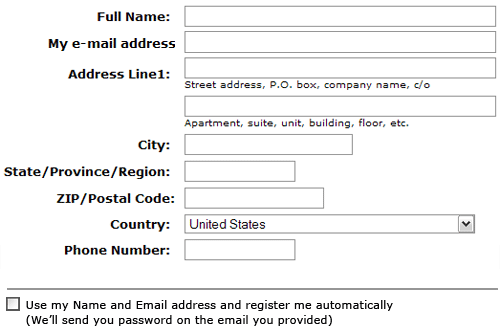 Full Name:
My e-mail address
Address Line1:
Street address, P.O. box, company name, c/o
Apartment, suite, unit, building, floor, etc.
City:
State/Province/Region:
ZIP/Postal Code:
Country: United States
Phone Number:
Use my Name and Email address and register me automatically
(We'll send you password on the email you provided)